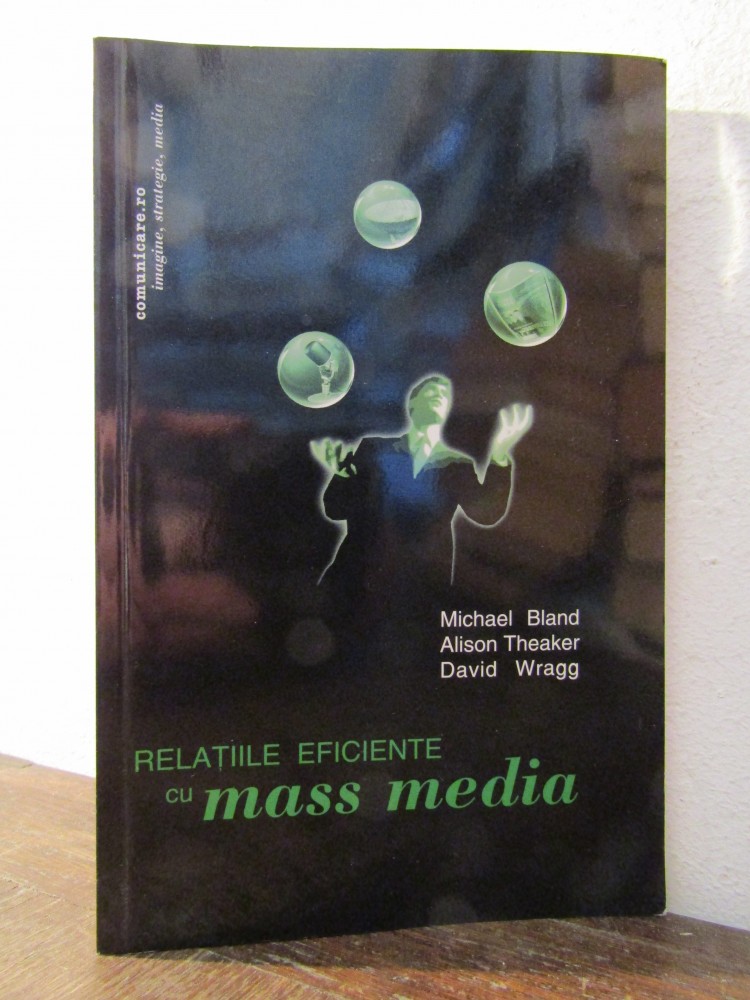 comunicare.ro
imagine, strategie, media
Michael Bland
Alison Theaker
David Wragg
RELAȚIILE EFICIENTE
cu mass media